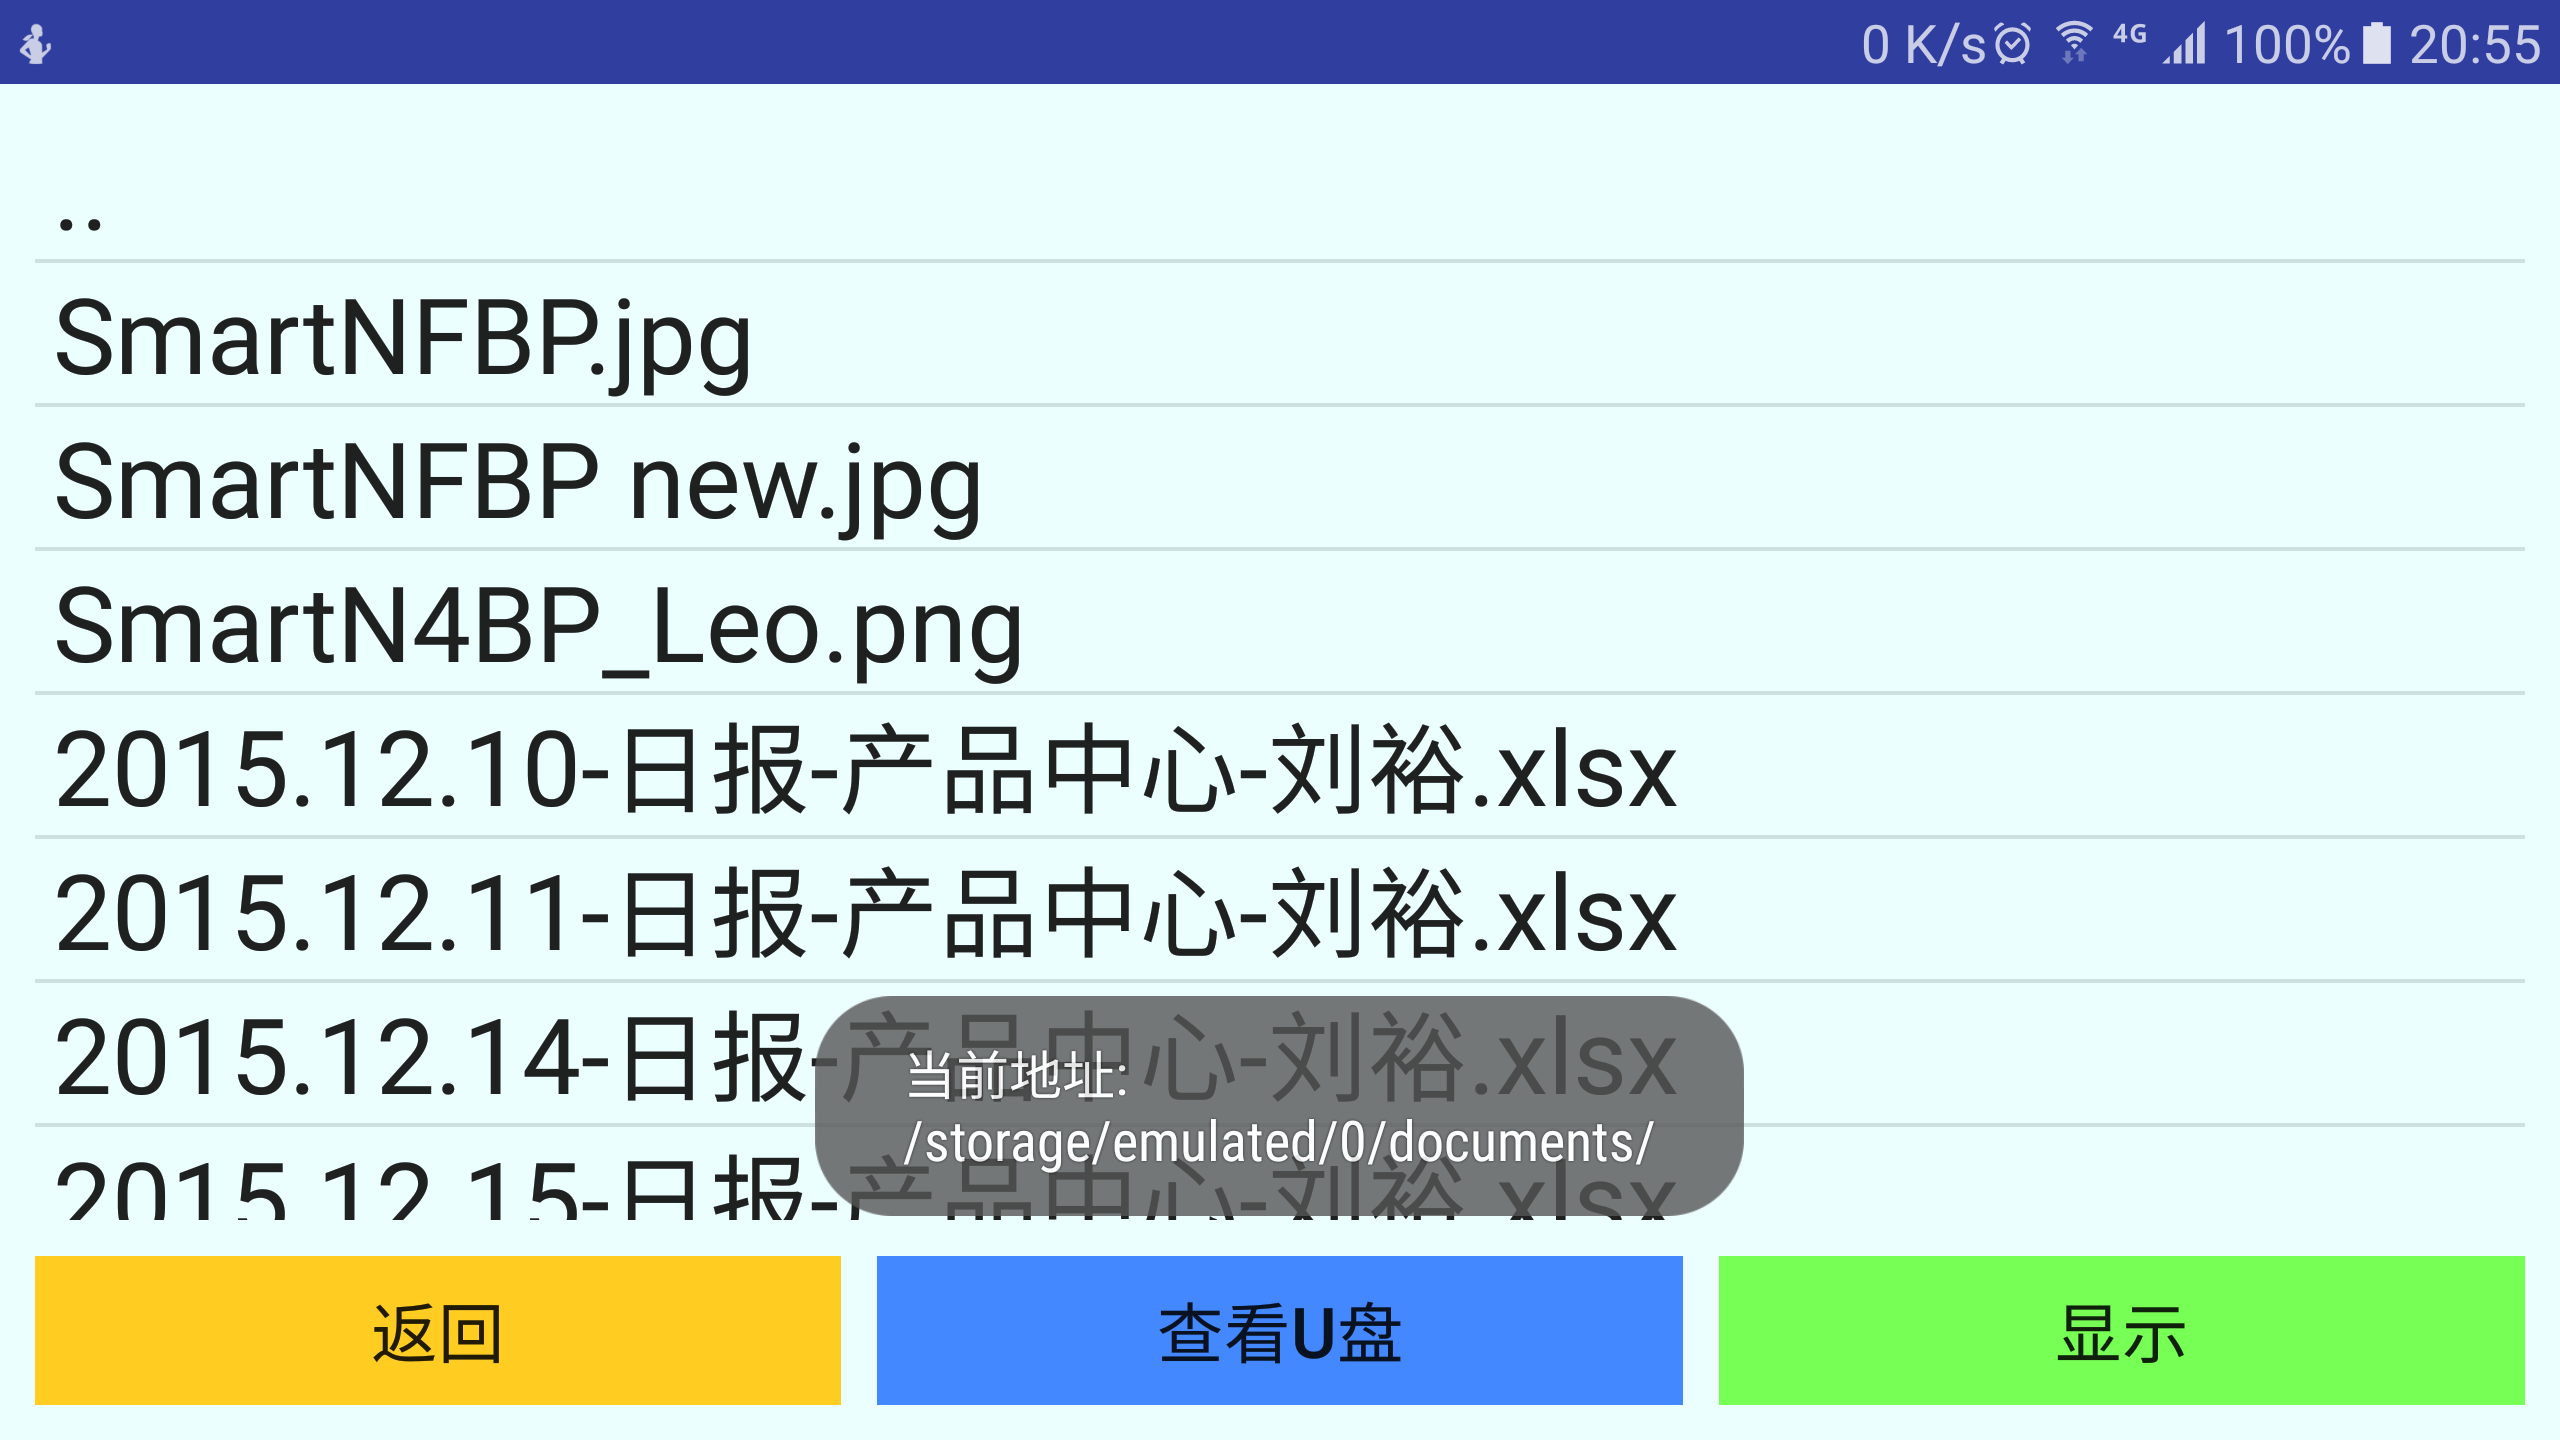 0 K/s 4G 100% 20:55
..
SmartNFBP.jpg
SmartNFBP new.jpg
SmartN4BP_Leo.png
2015.12.10-日报-产品中心-刘裕.xlsx
2015.12.11-日报-产品中心-刘裕.xlsx
2015.12.14-日报-产品中心-刘裕.xlsx
当前地址:
/storage/emulated/0/documents/
2015.12.15-日报-产品中心-刘裕.xlsx
返回
查看U盘
显示